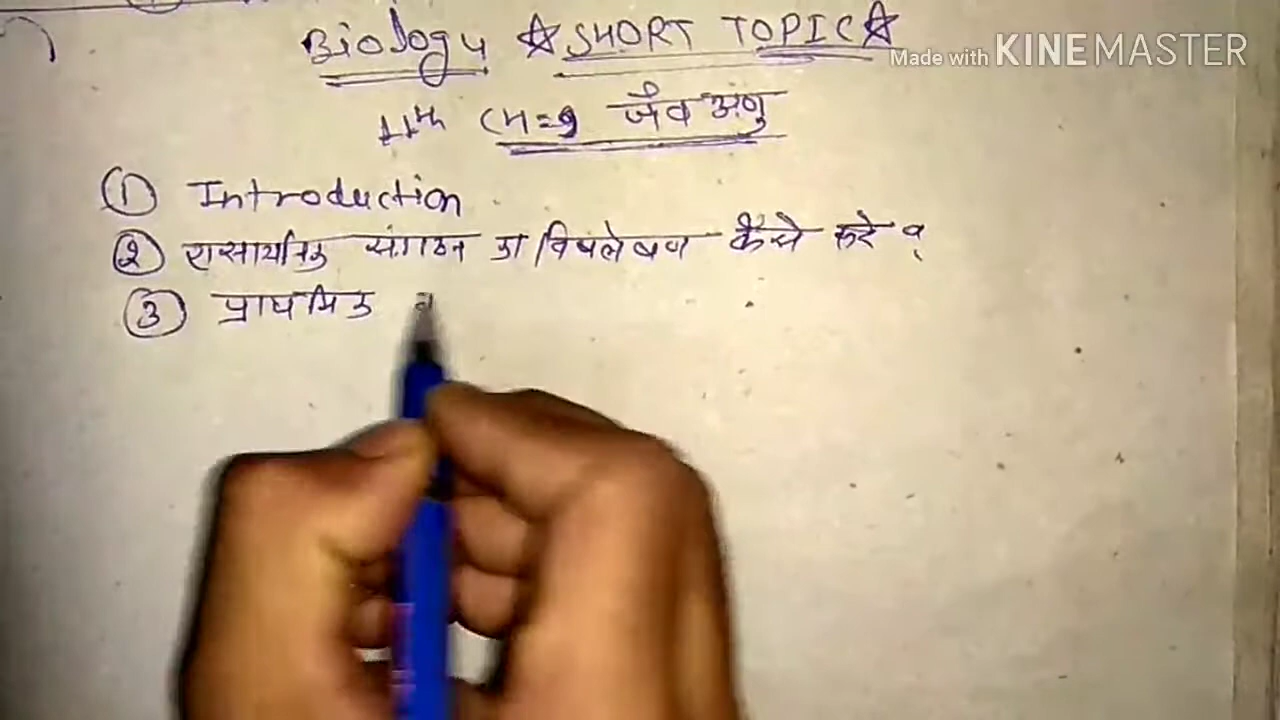 Biology ☆SHORT TOPIC☆
Made with KINEMASTER
11th CH=9 जैव अणु
① Introduction
② रासायनिक संगठन का विश्लेषण कैसे करे ?
③ प्राथमिक